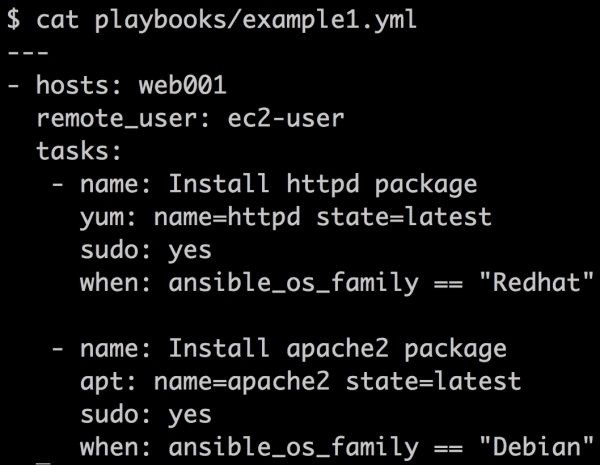 $ cat playbooks/example1.yml
---
- hosts: web001
  remote_user: ec2-user
  tasks:
   - name: Install httpd package
     yum: name=httpd state=latest
     sudo: yes
     when: ansible_os_family == "Redhat"

   - name: Install apache2 package
     apt: name=apache2 state=latest
     sudo: yes
     when: ansible_os_family == "Debian"